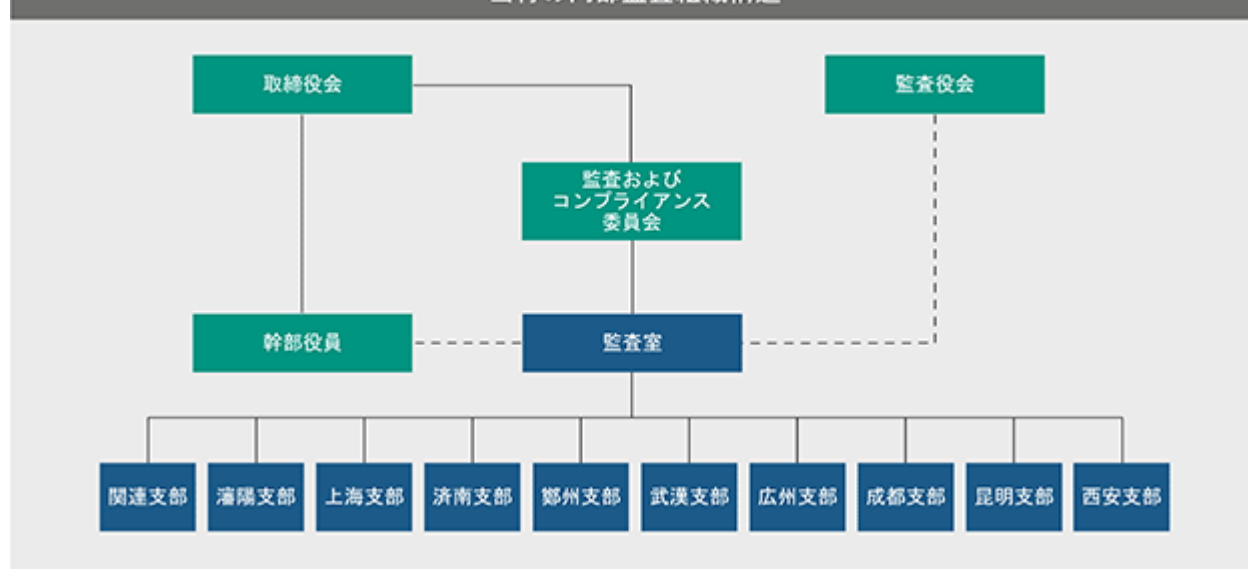 取締役会
監査役会
監査および
コンプライアンス
委員会
幹部役員
監査室
関連支部
瀋陽支部
上海支部
済南支部
鄭州支部
武漢支部
広州支部
成都支部
昆明支部
西安支部